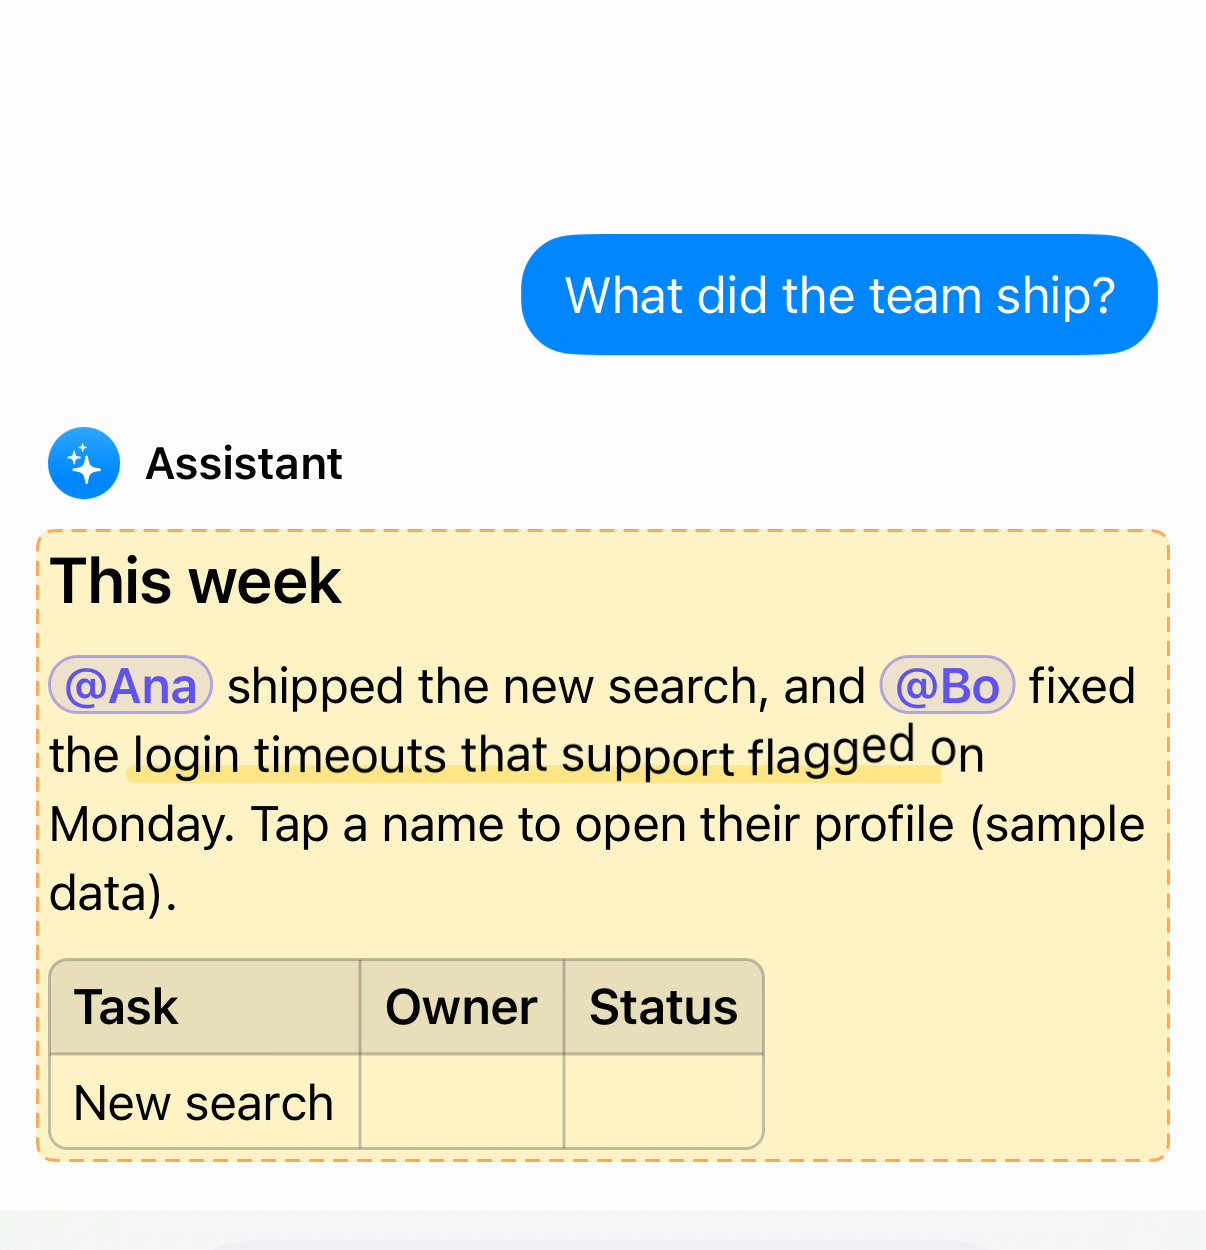 What did the team ship?
Assistant
This week
@Ana shipped the new search, and @Bo fixed
the login timeouts that support flagged on
Monday. Tap a name to open their profile (sample
data).
Task Owner Status
New search